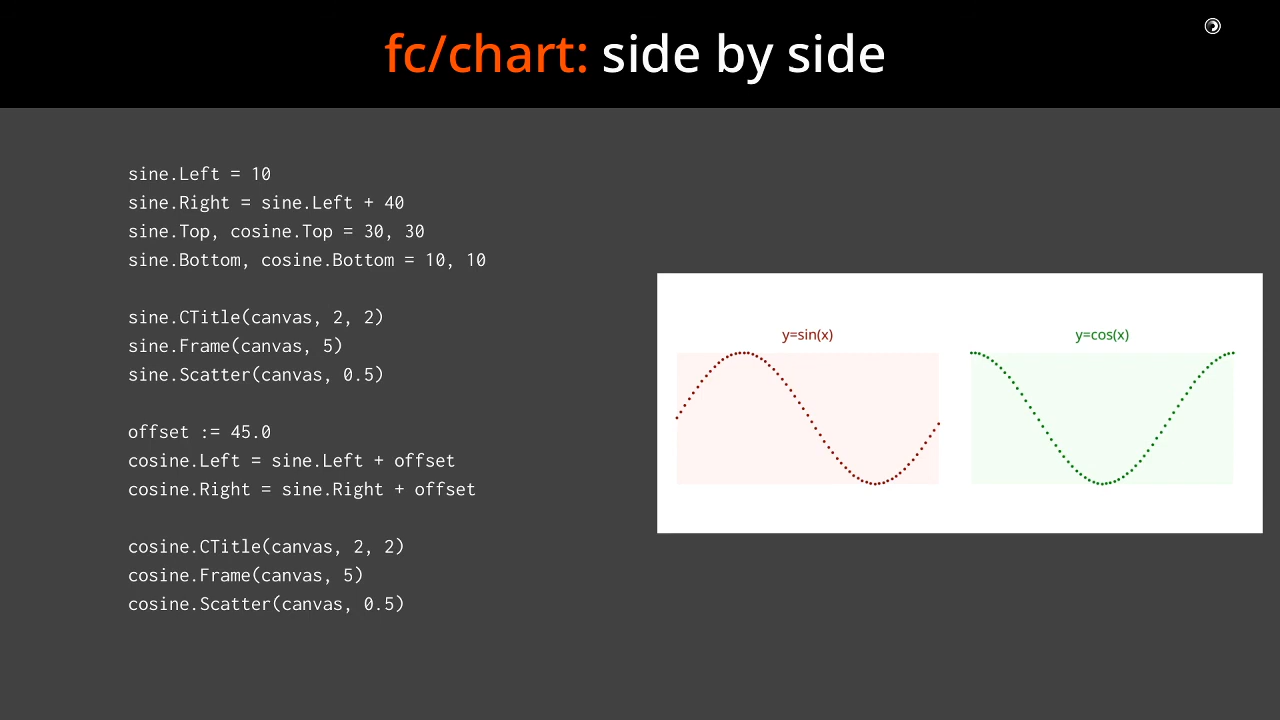 fc/chart: side by side
sine.Left = 10
sine.Right = sine.Left + 40
sine.Top, cosine.Top = 30, 30
sine.Bottom, cosine.Bottom = 10, 10
sine.CTitle(canvas, 2, 2)
sine.Frame(canvas, 5)
sine.Scatter(canvas, 0.5)
offset := 45.0
cosine.Left = sine.Left + offset
cosine.Right = sine.Right + offset
cosine.CTitle(canvas, 2, 2)
cosine.Frame(canvas, 5)
cosine.Scatter(canvas, 0.5)
y=sin(x)
y=cos(x)